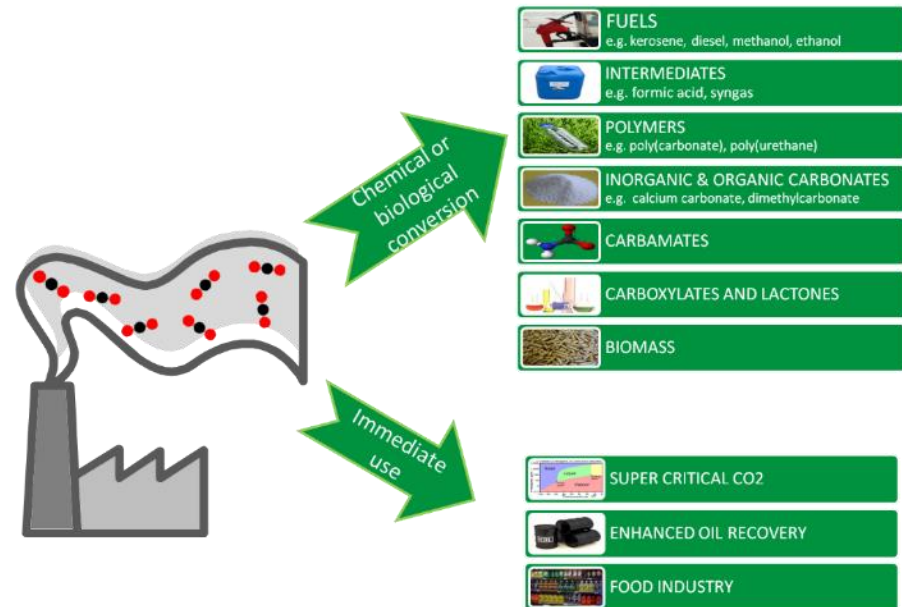 FUELS
e.g. kerosene, diesel, methanol, ethanol
INTERMEDIATES
e.g. formic acid, syngas
POLYMERS
e.g. poly(carbonate), poly(urethane)
INORGANIC & ORGANIC CARBONATES
e.g. calcium carbonate, dimethylcarbonate
CARBAMATES
CARBOXYLATES AND LACTONES
BIOMASS
Chemical or
biological
conversion
Immediate
use
SUPER CRITICAL CO2
ENHANCED OIL RECOVERY
FOOD INDUSTRY